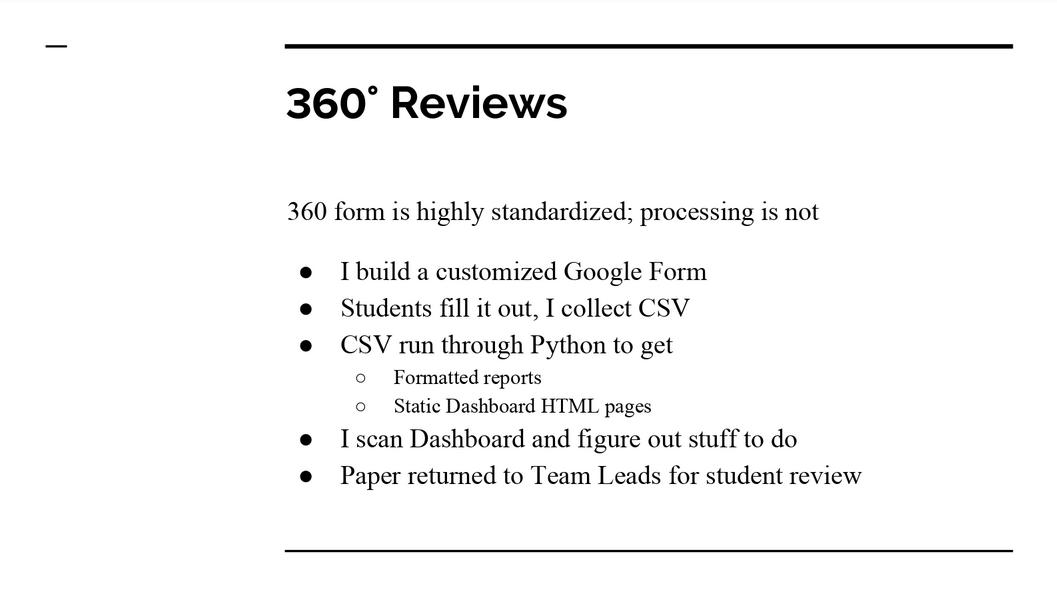 360° Reviews
360 form is highly standardized; processing is not
● I build a customized Google Form
● Students fill it out, I collect CSV
● CSV run through Python to get
○ Formatted reports
○ Static Dashboard HTML pages
● I scan Dashboard and figure out stuff to do
● Paper returned to Team Leads for student review